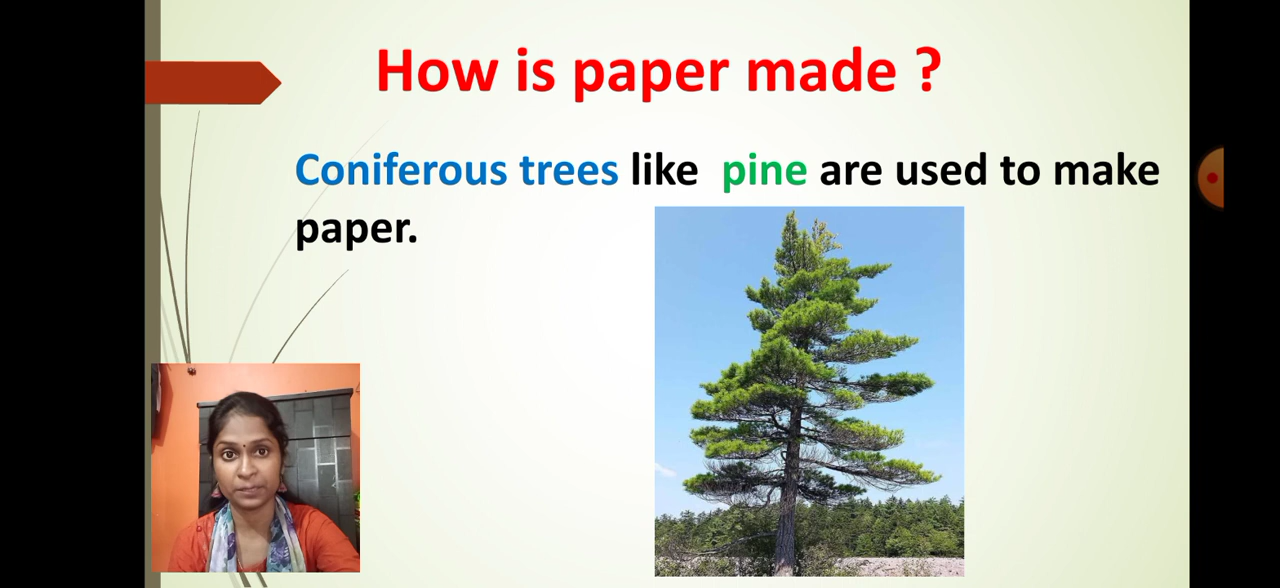 How is paper made ?
Coniferous trees like pine are used to make
paper.